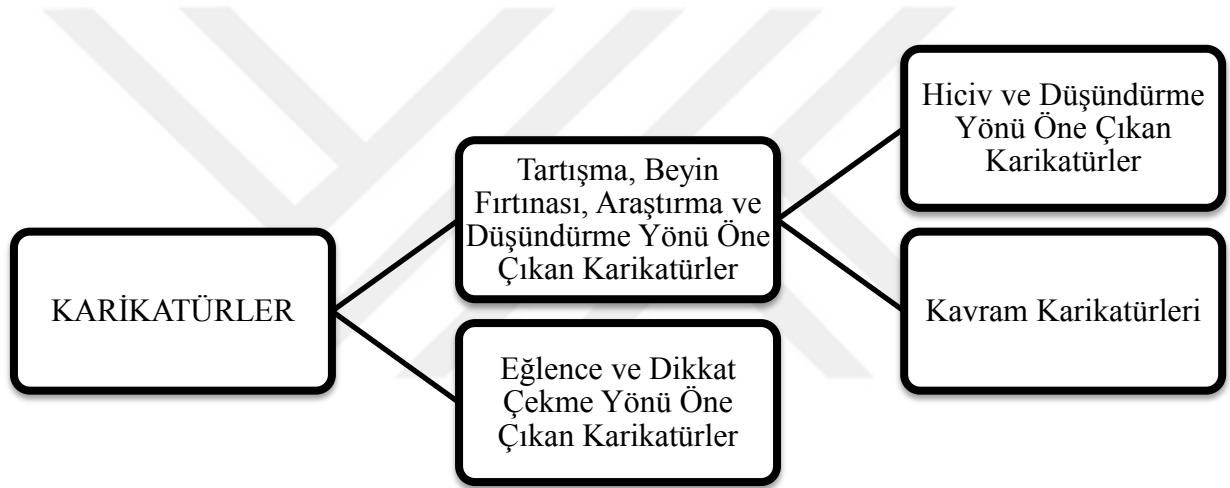 KARİKATÜRLER
Tartışma, Beyin
Fırtınası, Araştırma ve
Düşündürme Yönü Öne
Çıkan Karikatürler
Eğlence ve Dikkat
Çekme Yönü Öne
Çıkan Karikatürler
Hiciv ve Düşündürme
Yönü Öne Çıkan
Karikatürler
Kavram Karikatürleri